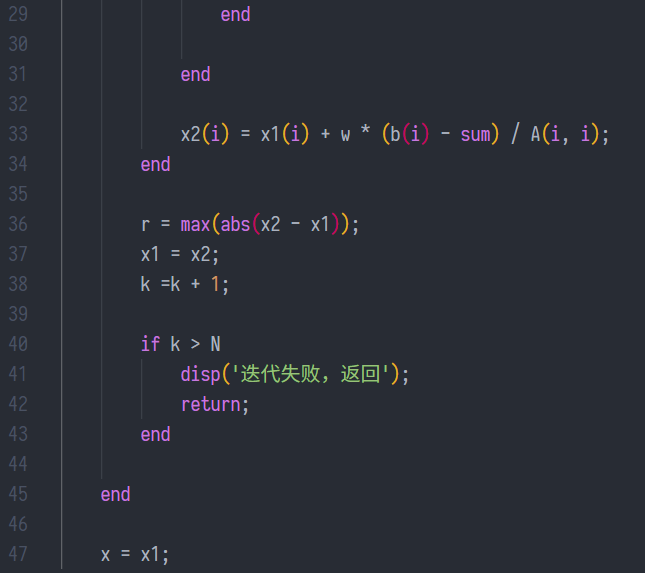 29 end
30
31 end
32
33 x2(i) = x1(i) + w * (b(i) - sum) / A(i, i);
34 end
35
36 r = max(abs(x2 - x1));
37 x1 = x2;
38 k =k + 1;
39
40 if k > N
41 disp('迭代失败，返回');
42 return;
43 end
44
45 end
46
47 x = x1;